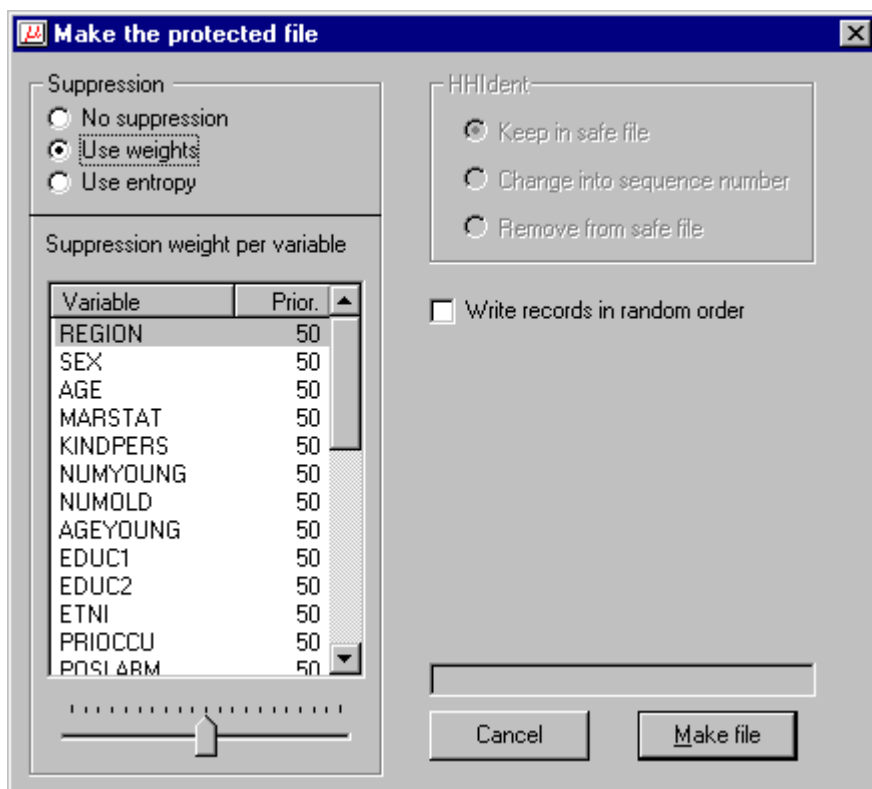 µ Make the protected file
Suppression
No suppression
Use weights
Use entropy
Suppression weight per variable
Variable Prior.
REGION 50
SEX 50
AGE 50
MARSTAT 50
KINDPERS 50
NUMYOUNG 50
NUMOLD 50
AGEYOUNG 50
EDUC1 50
EDUC2 50
ETNI 50
PRIOCCU 50
POSLABM 50
HHIdent
Keep in safe file
Change into sequence number
Remove from safe file
Write records in random order
Cancel Make file